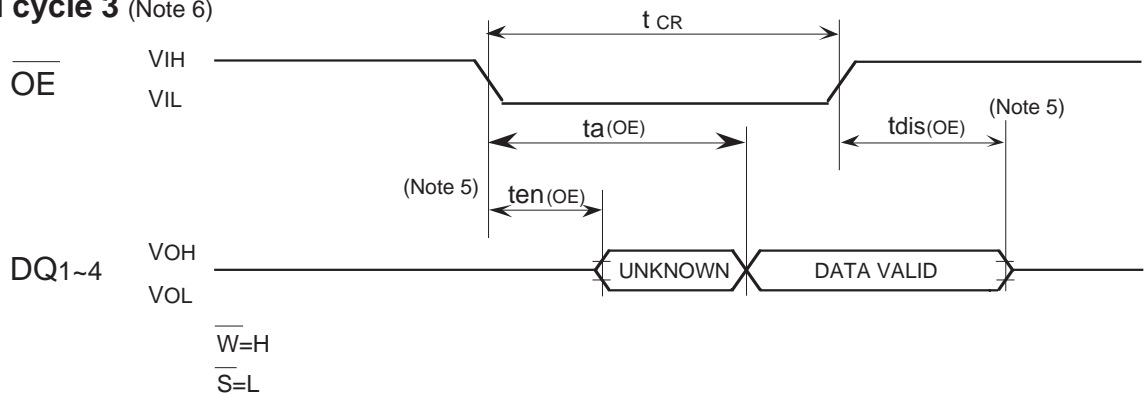 cycle 3 (Note 6)
t CR
OE
VIH
VIL
(Note 5)
ta(OE)
tdis(OE)
(Note 5)
ten(OE)
DQ1~4
VOH
VOL
UNKNOWN
DATA VALID
W=H
S=L